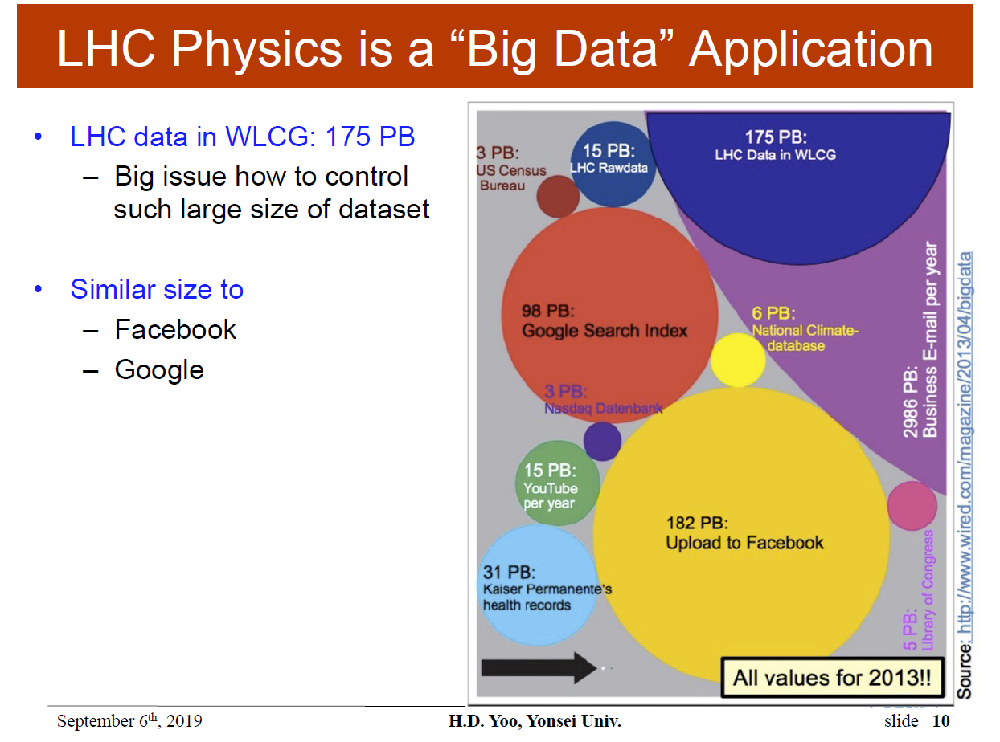 LHC Physics is a “Big Data” Application
• LHC data in WLCG: 175 PB
– Big issue how to control
such large size of dataset
• Similar size to
– Facebook
– Google
3 PB:
US Census
Bureau
15 PB:
LHC Rawdata
175 PB:
LHC Data in WLCG
98 PB:
Google Search Index
6 PB:
National Climate-
database
2986 PB:
Business E-mail per year
3 PB:
Nasdaq Datenbank
15 PB:
YouTube
per year
182 PB:
Upload to Facebook
31 PB:
Kaiser Permanente's
health records
5 PB:
Library of Congress
All values for 2013!!
Source: http://www.wired.com/magazine/2013/04/bigdata
September 6th, 2019
H.D. Yoo, Yonsei Univ.
slide 10